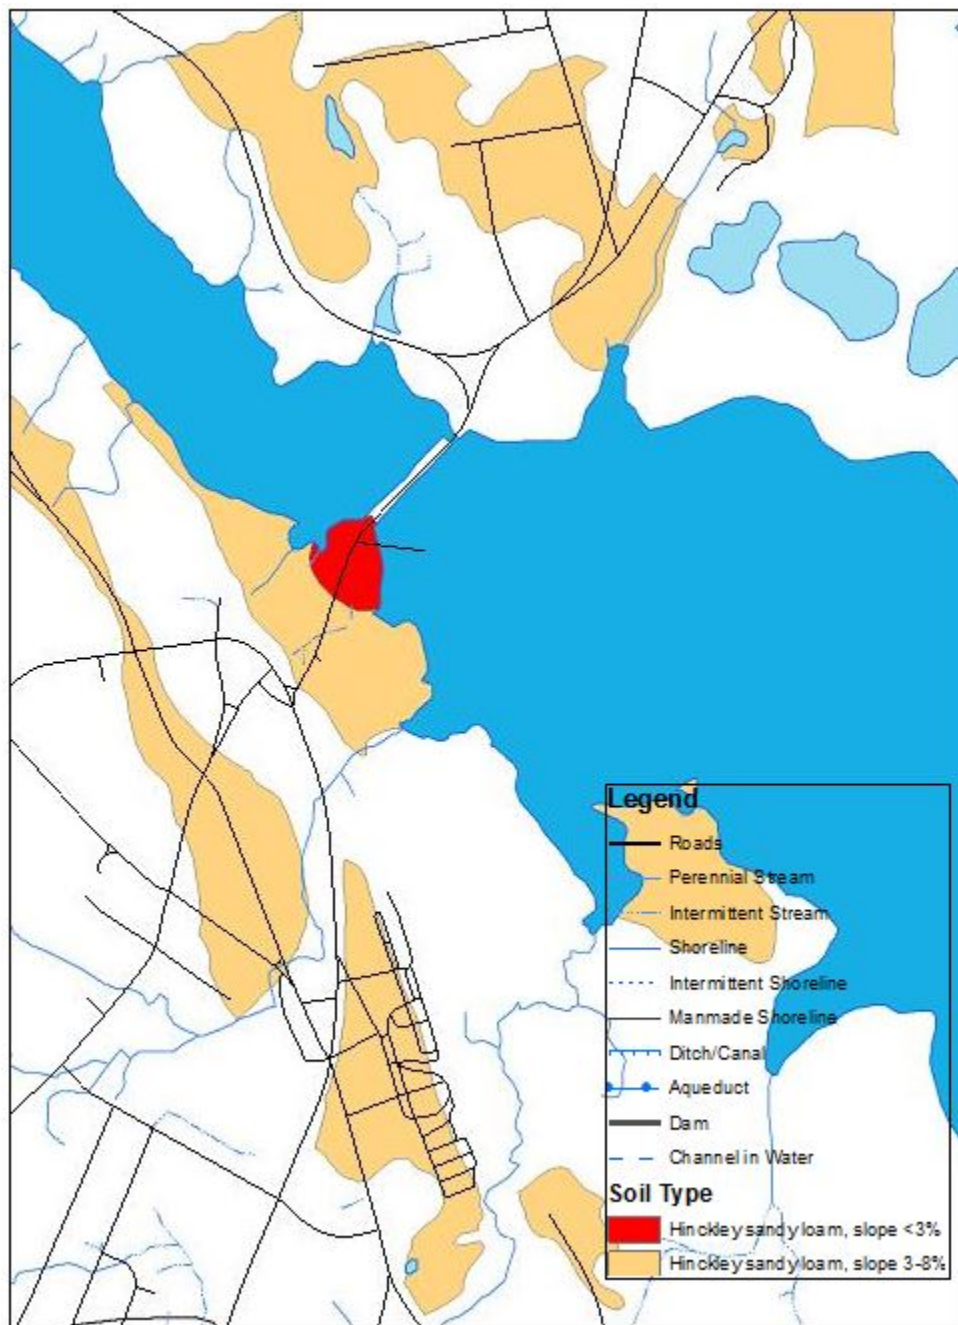 Legend
Roads
Perennial Stream
Intermittent Stream
Shoreline
Intermittent Shoreline
Manmade Shoreline
Ditch/Canal
Aqueduct
Dam
Channel in Water
Soil Type
Hinckley sandy loam, slope <3%
Hinckley sandy loam, slope 3-8%